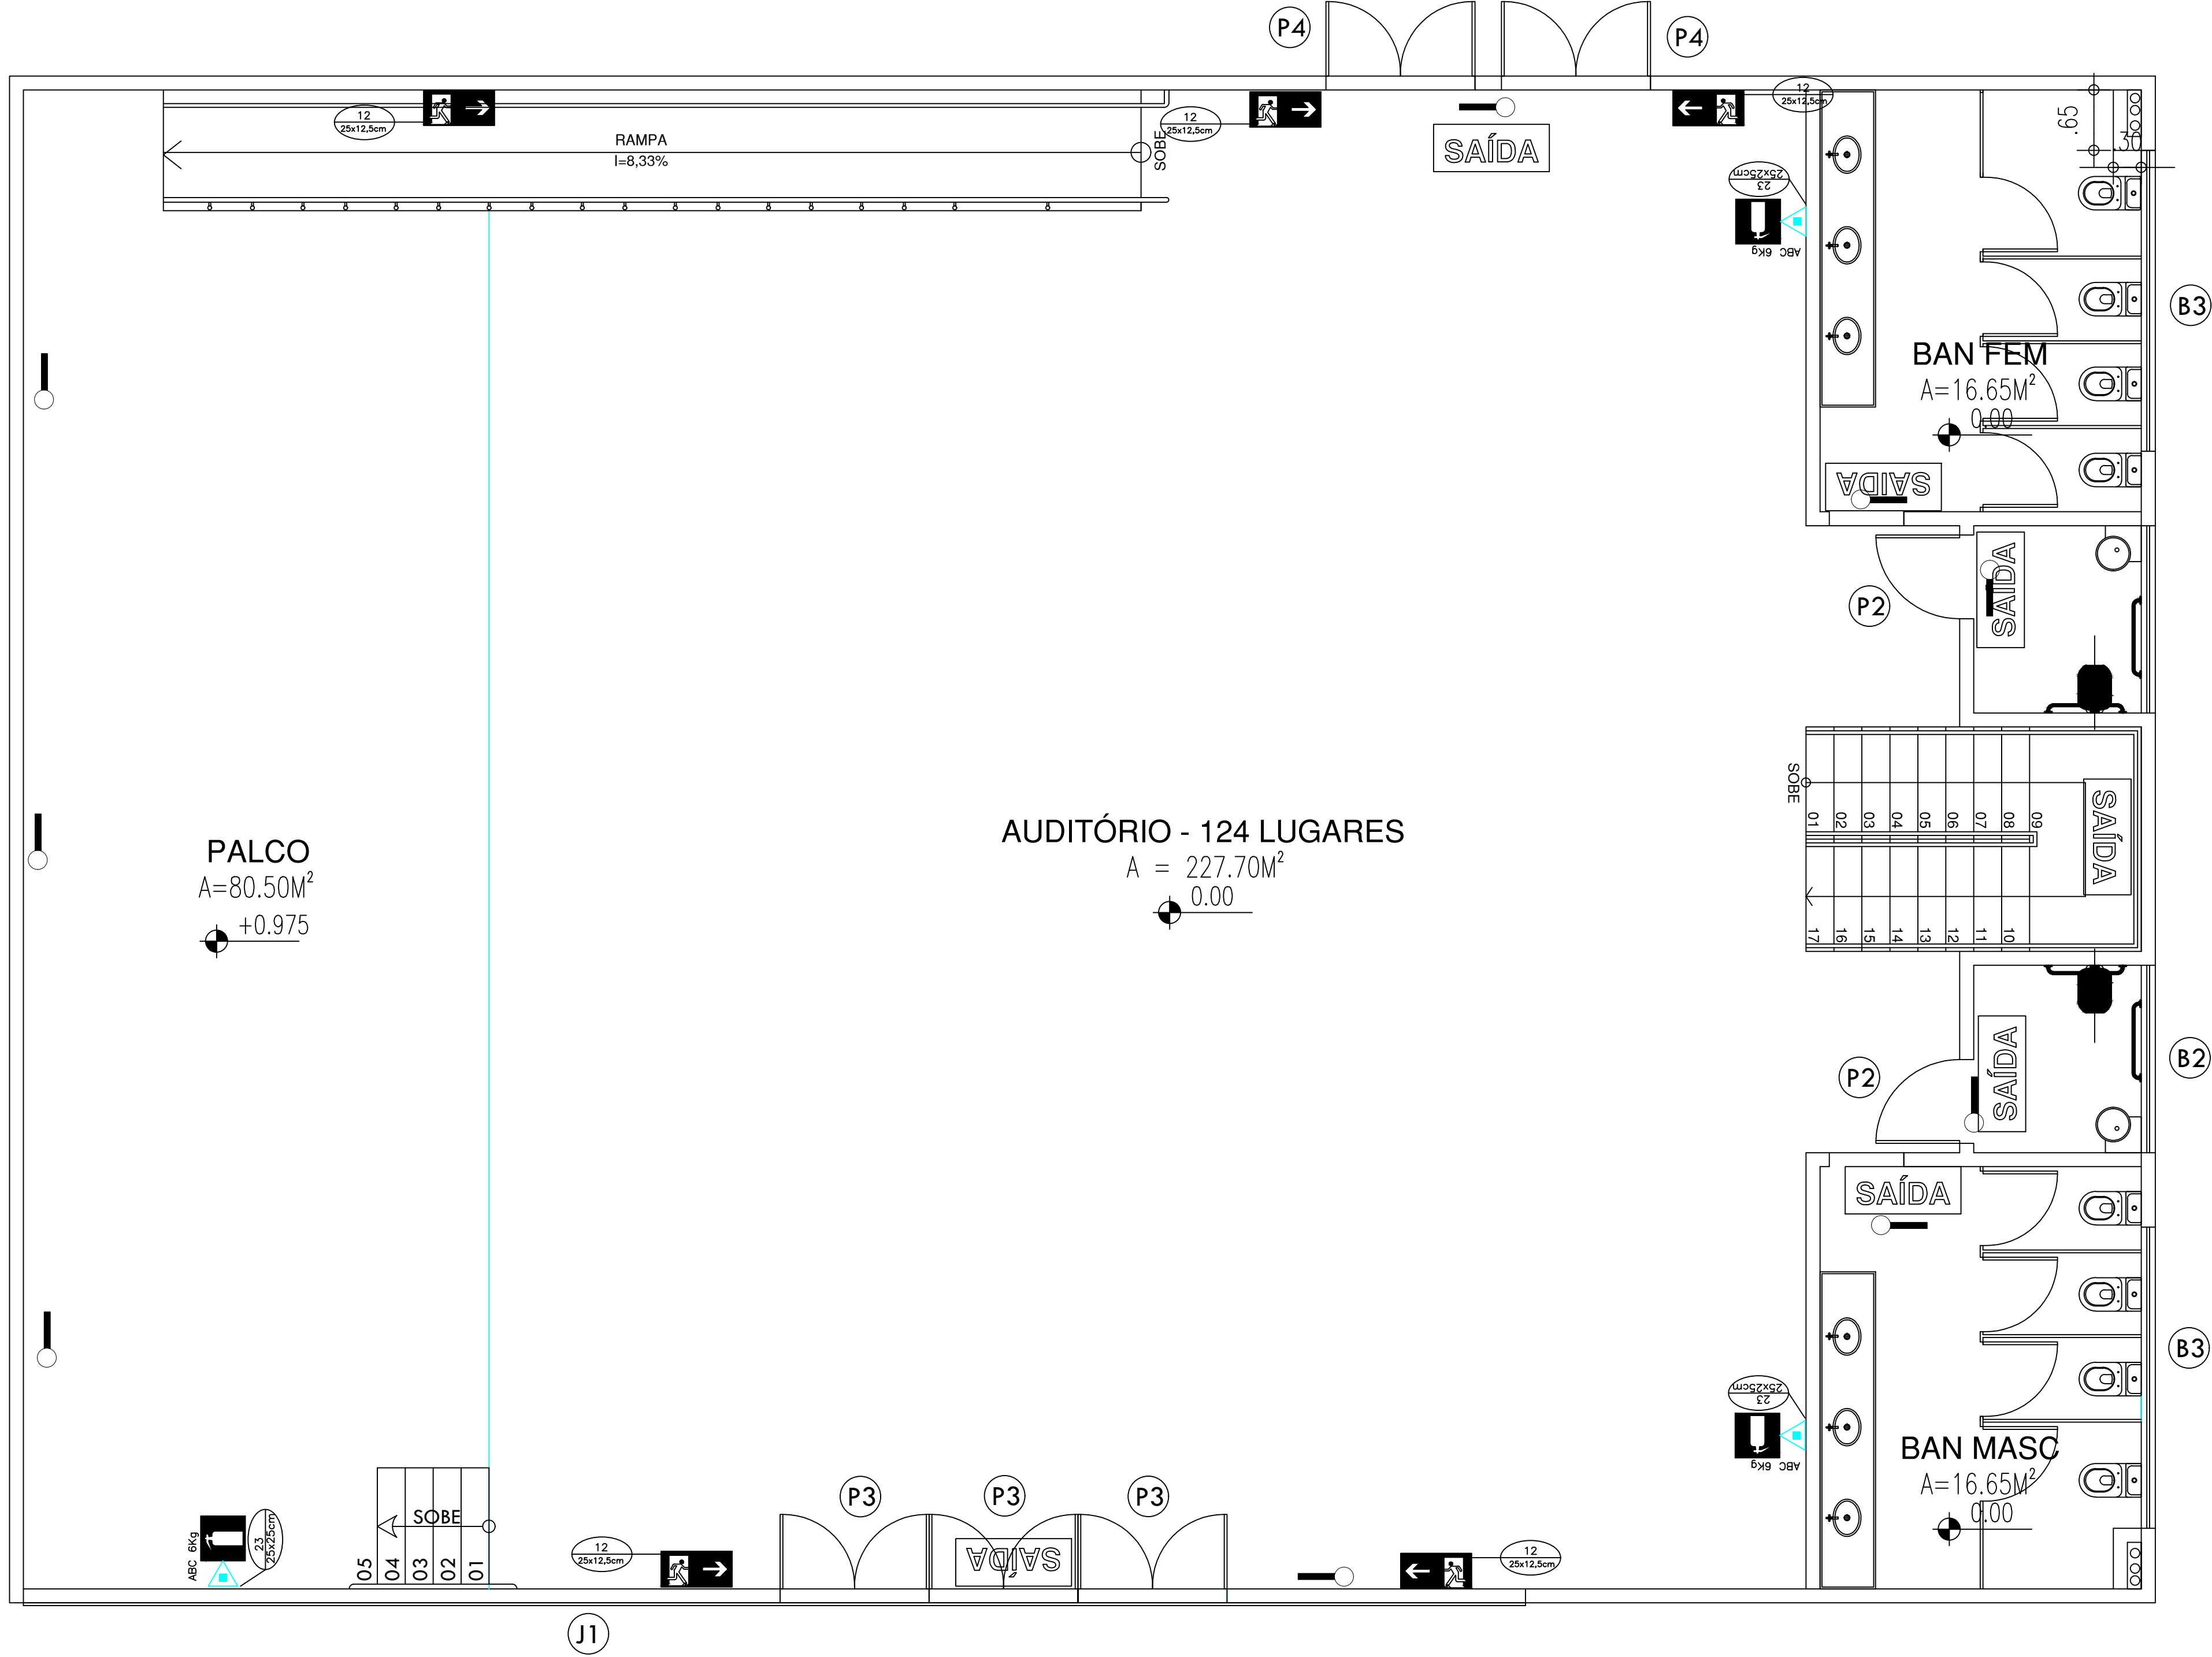 P4
P4
12
25x12,5cm
12
25x12,5cm
12
25x12,5cm
RAMPA
I=8,33%
SOBE
SAÍDA
.65
.30
23
25x25cm
ABC 6Kg
B3
BAN FEM
A=16.65M²
0.00
SAÍDA
SAÍDA
P2
SOBE
01
02
03
04
05
06
07
08
09
SAÍDA
17
16
15
14
13
12
11
10
PALCO
A=80.50M²
+0.975
AUDITÓRIO - 124 LUGARES
A = 227.70M²
0.00
P2
SAÍDA
B2
SAÍDA
B3
23
25x25cm
ABC 6Kg
BAN MASC
A=16.65M²
0.00
SOBE
05
04
03
02
01
ABC 6Kg
23
25x25cm
12
25x12,5cm
P3
P3
P3
SAÍDA
12
25x12,5cm
J1